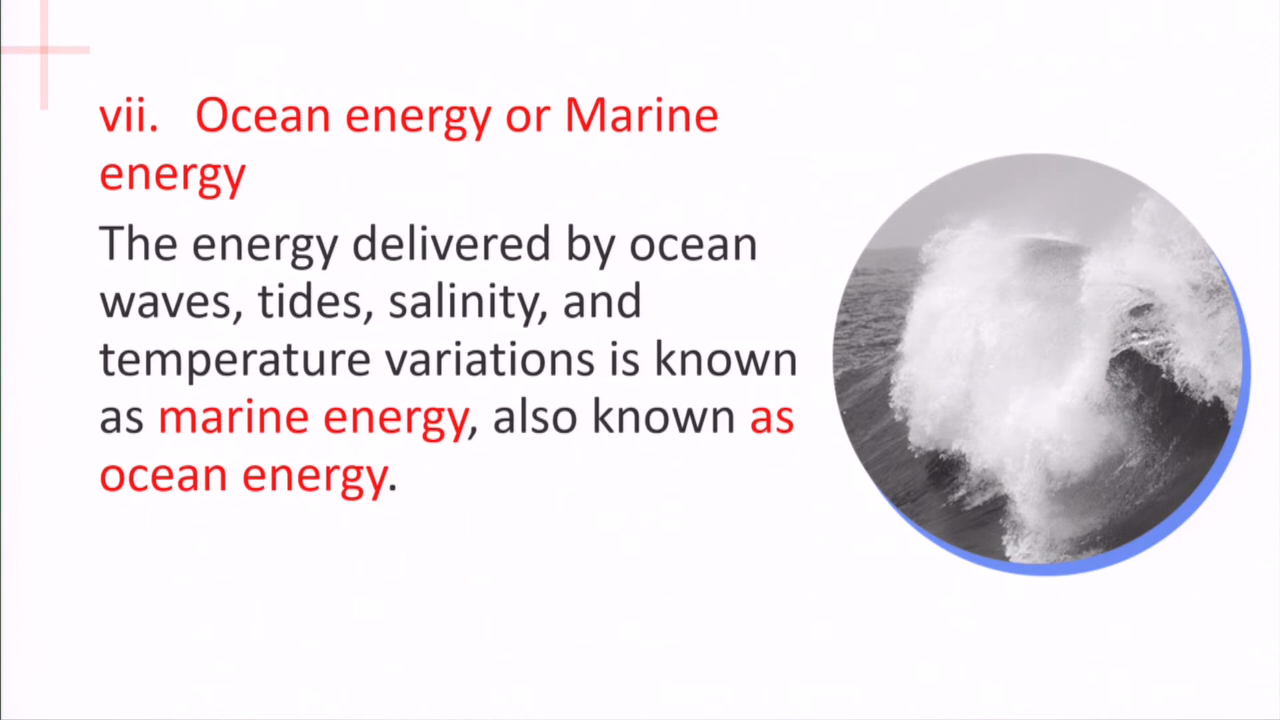 vii. Ocean energy or Marine
energy
The energy delivered by ocean
waves, tides, salinity, and
temperature variations is known
as marine energy, also known as
ocean energy.